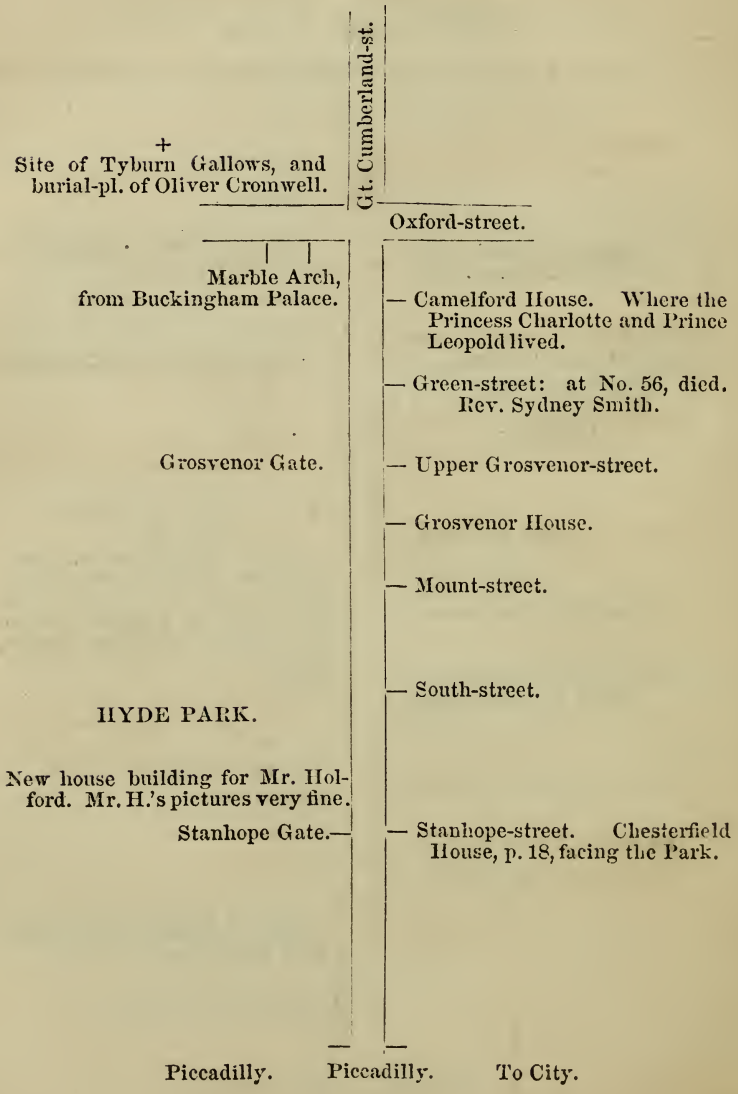 Gt. Cumberland-st.
+
Site of Tyburn Gallows, and
burial-pl. of Oliver Cromwell.
Oxford-street.
Marble Arch,
from Buckingham Palace.
— Camelford House. Where the
Princess Charlotte and Prince
Leopold lived.
— Green-street: at No. 56, died.
Rev. Sydney Smith.
Grosvenor Gate.
— Upper Grosvenor-street.
— Grosvenor House.
— Mount-street.
— South-street.
HYDE PARK.
New house building for Mr. Hol-
ford. Mr. H.'s pictures very fine.
Stanhope Gate.—
— Stanhope-street. Chesterfield
House, p. 18, facing the Park.
Piccadilly. Piccadilly. To City.